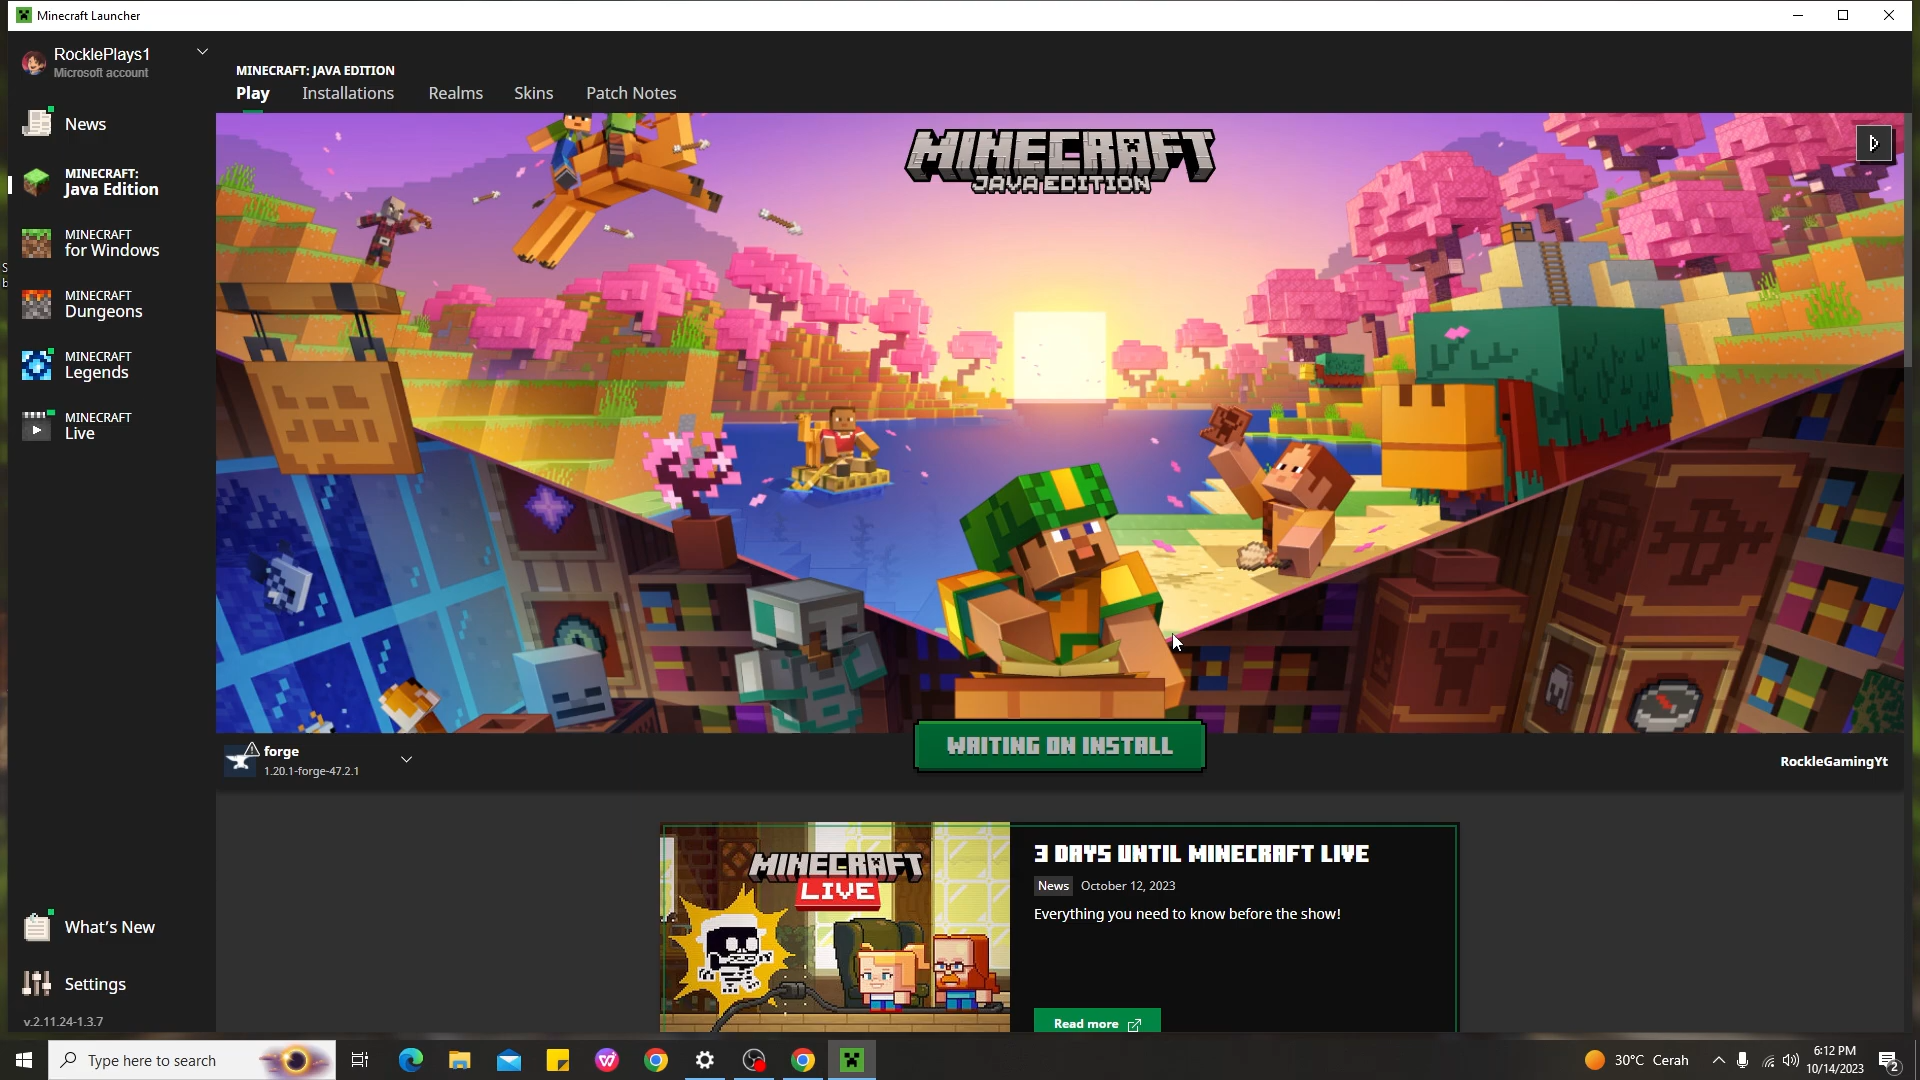 Minecraft Launcher
RocklePlays1
Microsoft account
News
MINECRAFT:
Java Edition
MINECRAFT
for Windows
MINECRAFT
Dungeons
MINECRAFT
Legends
MINECRAFT
Live
What's New
Settings
v.2.11.24-1.3.7
MINECRAFT: JAVA EDITION
Play Installations Realms Skins Patch Notes
MINECRAFT
JAVA EDITION
forge
1.20.1-forge-47.2.1
WAITING ON INSTALL
RockleGamingYt
MINECRAFT
LIVE
3 DAYS UNTIL MINECRAFT LIVE
News October 12, 2023
Everything you need to know before the show!
Read more
Type here to search
30°C Cerah
6:12 PM
10/14/2023
2